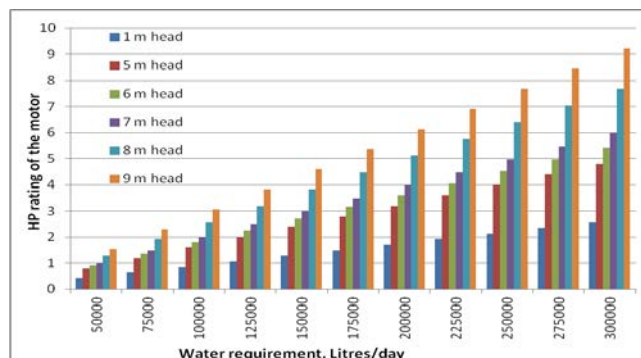 10
9
8
7
6
5
4
3
2
1
0
HP rating of the motor
1 m head
5 m head
6 m head
7 m head
8 m head
9 m head
50000
75000
100000
125000
150000
175000
200000
225000
250000
275000
300000
Water requirement, Litres/day